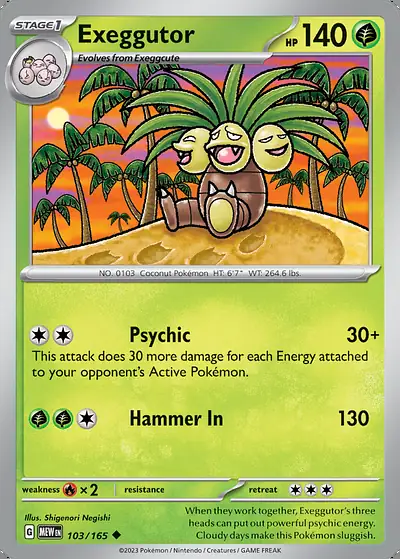 STAGE 1
Exeggutor
HP 140
Evolves from Exeggcute
NO. 0103 Coconut Pokémon HT: 6'7" WT: 264.6 lbs.
Psychic 30+
This attack does 30 more damage for each Energy attached
to your opponent's Active Pokémon.
Hammer In 130
weakness ×2 resistance retreat
Illus. Shigenori Negishi
G MEW EN 103/165
When they work together, Exeggutor's three
heads can put out powerful psychic energy.
Cloudy days make this Pokémon sluggish.
©2023 Pokémon / Nintendo / Creatures / GAME FREAK